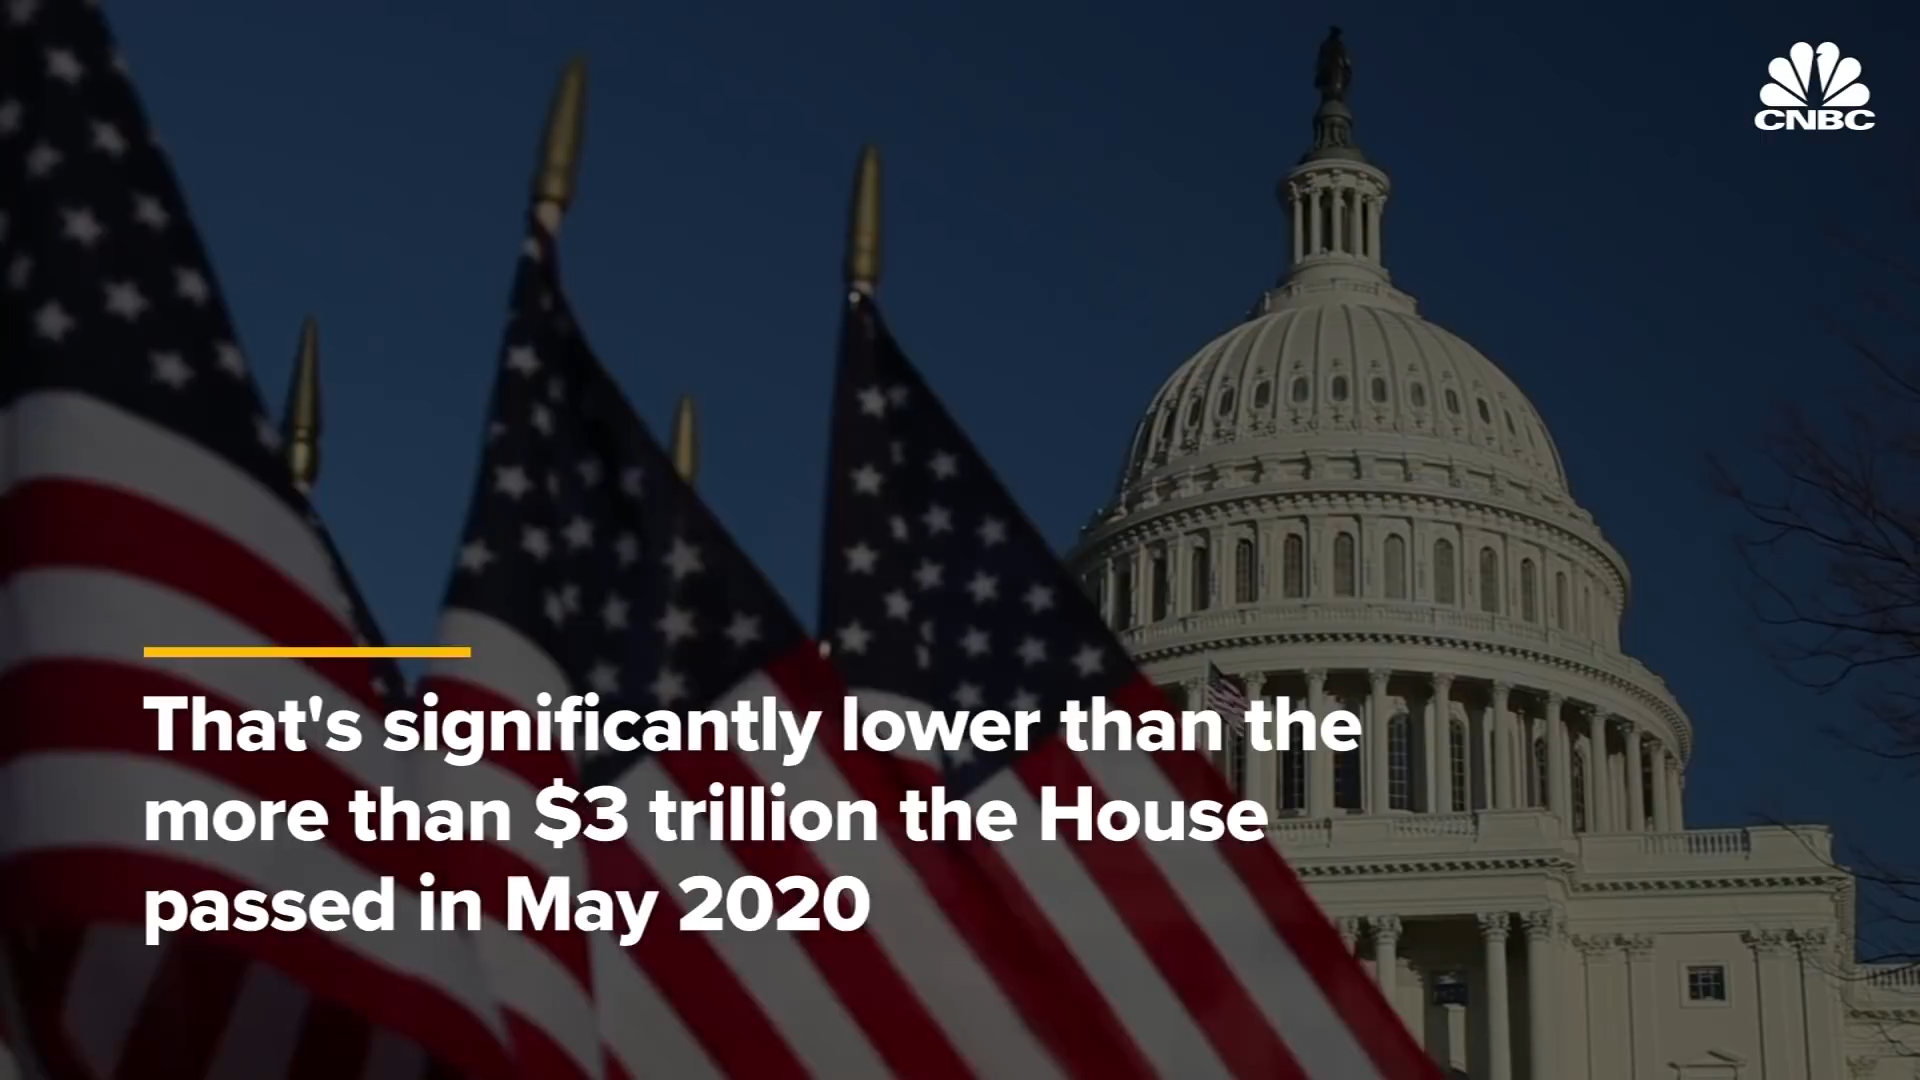 CNBC
That's significantly lower than the
more than $3 trillion the House
passed in May 2020